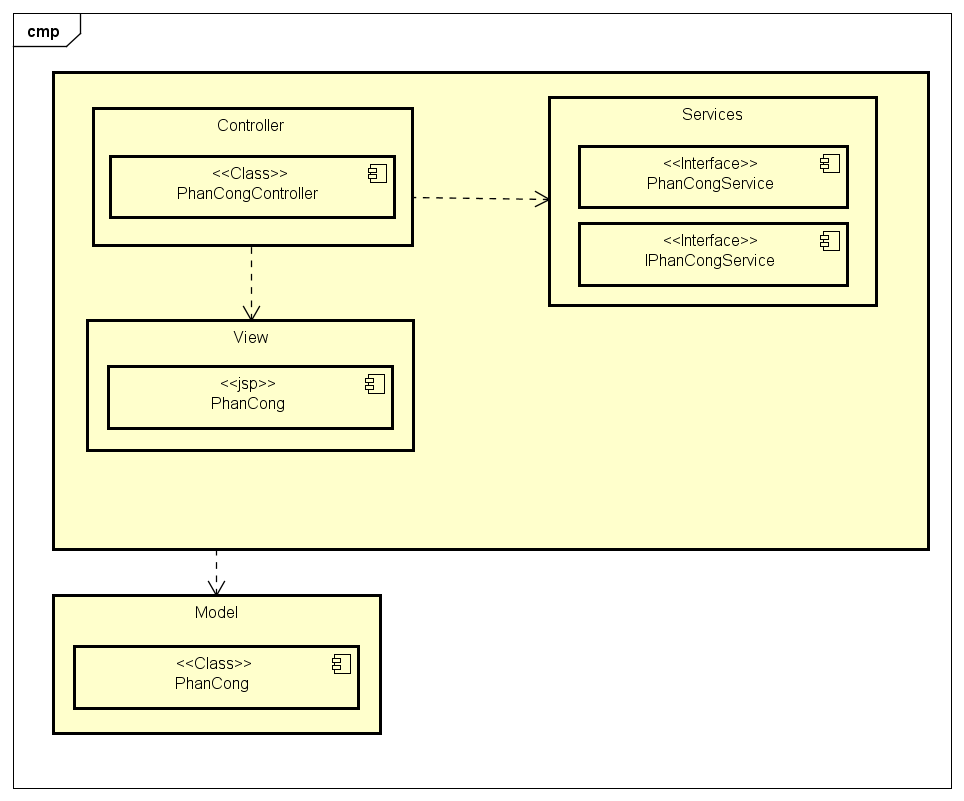 cmp
Controller
<<Class>>
PhanCongController
Services
<<Interface>>
PhanCongService
<<Interface>>
IPhanCongService
View
<<jsp>>
PhanCong
Model
<<Class>>
PhanCong